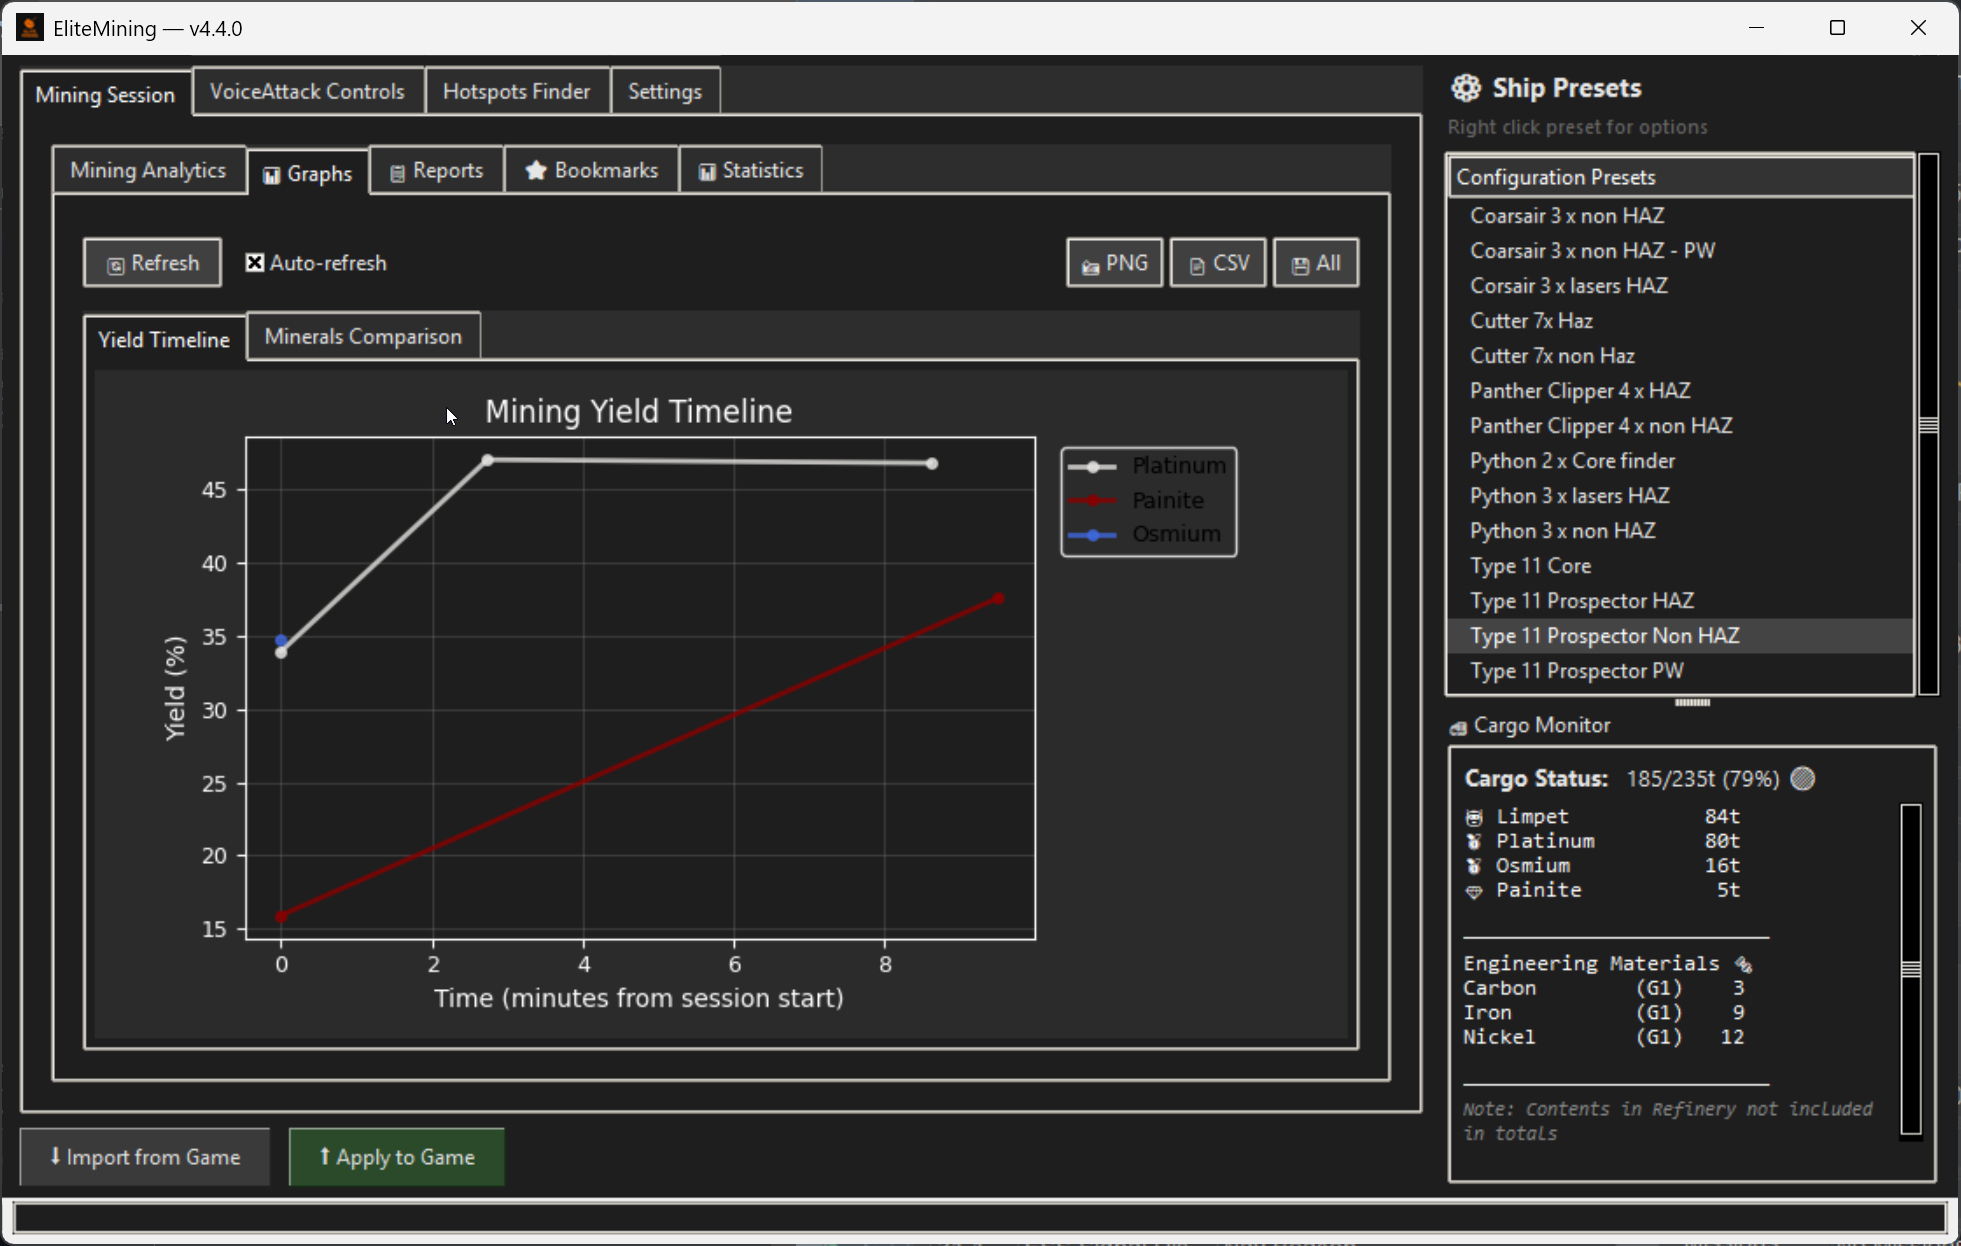 EliteMining — v4.4.0
Mining Session
VoiceAttack Controls
Hotspots Finder
Settings
Mining Analytics
Graphs
Reports
Bookmarks
Statistics
Refresh
Auto-refresh
PNG
CSV
All
Yield Timeline
Minerals Comparison
Mining Yield Timeline
Yield (%)
45
40
35
30
25
20
15
0
2
4
6
8
Time (minutes from session start)
Platinum
Painite
Osmium
Import from Game
Apply to Game
Ship Presets
Right click preset for options
Configuration Presets
Coarsair 3 x non HAZ
Coarsair 3 x non HAZ - PW
Corsair 3 x lasers HAZ
Cutter 7x Haz
Cutter 7x non Haz
Panther Clipper 4 x HAZ
Panther Clipper 4 x non HAZ
Python 2 x Core finder
Python 3 x lasers HAZ
Python 3 x non HAZ
Type 11 Core
Type 11 Prospector HAZ
Type 11 Prospector Non HAZ
Type 11 Prospector PW
Cargo Monitor
Cargo Status: 185/235t (79%)
Limpet 84t
Platinum 80t
Osmium 16t
Painite 5t
Engineering Materials
Carbon (G1) 3
Iron (G1) 9
Nickel (G1) 12
Note: Contents in Refinery not included
in totals